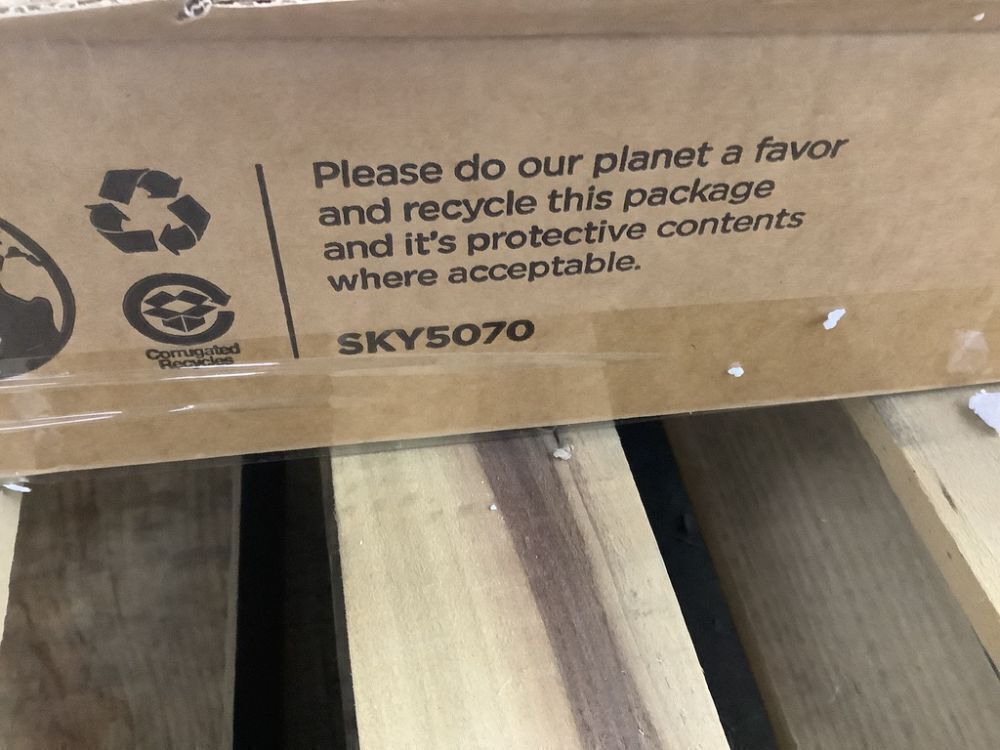 Please do our planet a favor
and recycle this package
and it's protective contents
where acceptable.
SKY5070
Corrugated
Recycles